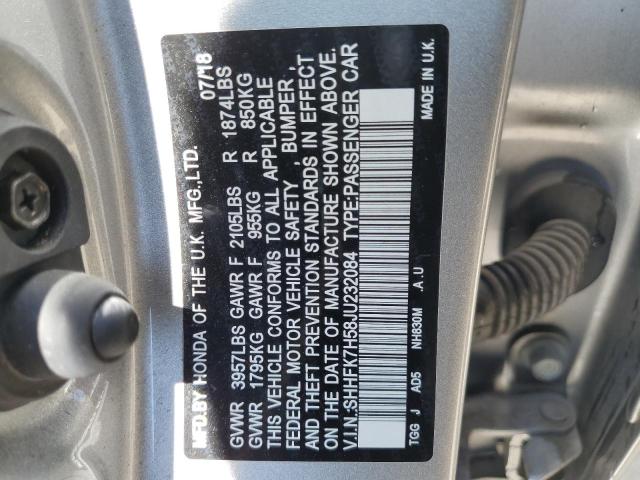 MFD.BY HONDA OF THE U.K. MFG.,LTD. 07/18
GVWR 3957LBS GAWR F 2105LBS R 1874LBS
GVWR 1795KG GAWR F 955KG R 850KG
THIS VEHICLE CONFORMS TO ALL APPLICABLE
FEDERAL MOTOR VEHICLE SAFETY, BUMPER,
AND THEFT PREVENTION STANDARDS IN EFFECT
ON THE DATE OF MANUFACTURE SHOWN ABOVE.
V.I.N.:SHHFK7H58JU232084 TYPE:PASSENGER CAR
TGG J AD5 NH830M .A.U MADE IN U.K.